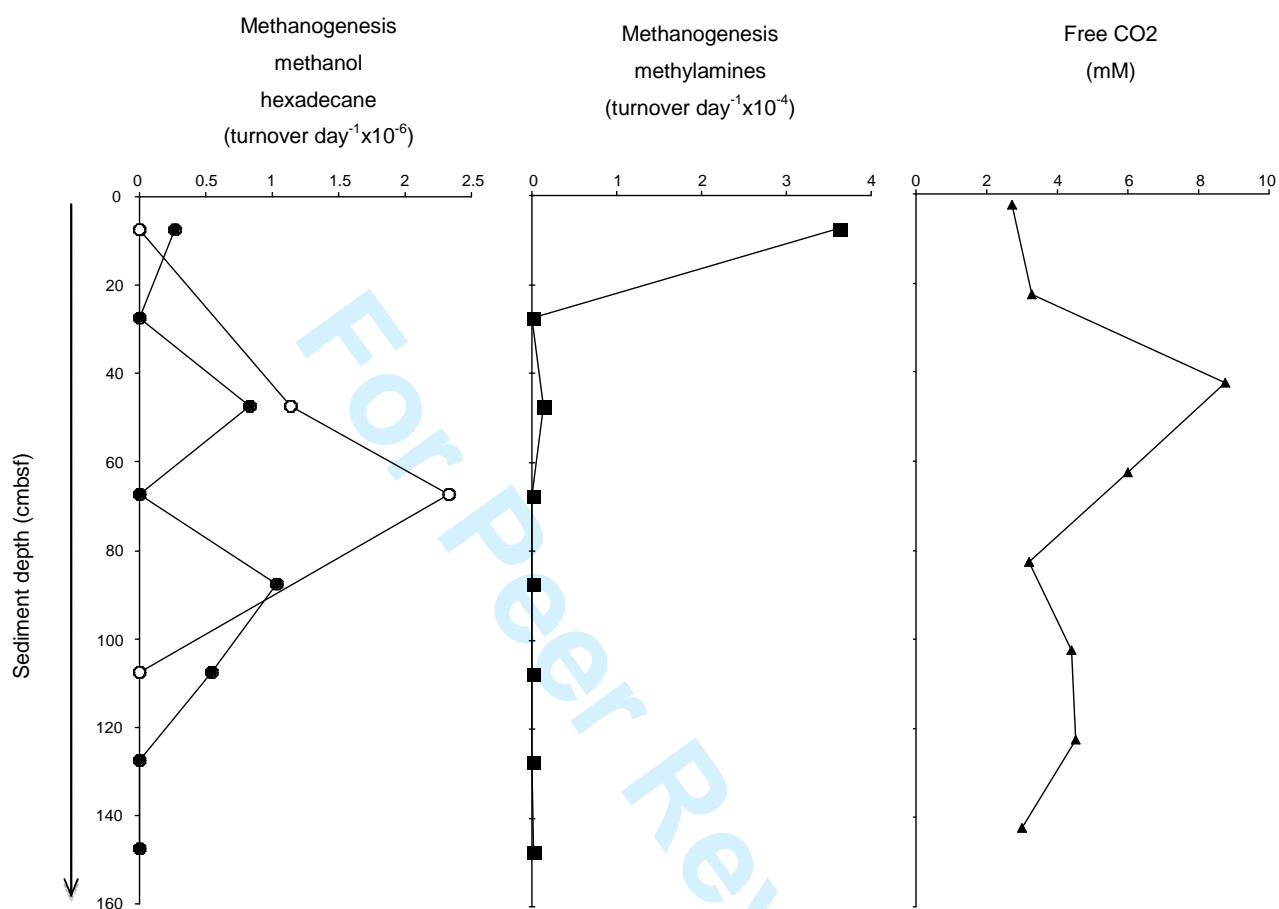 Methanogenesis
methanol
hexadecane
(turnover day-1x10-6)
Methanogenesis
methylamines
(turnover day-1x10-4)
Free CO2
(mM)
0 0.5 1 1.5 2 2.5
0 1 2 3 4
0 2 4 6 8 10
0
20
40
60
80
100
120
140
160
Sediment depth (cmbsf)
For Peer Rev